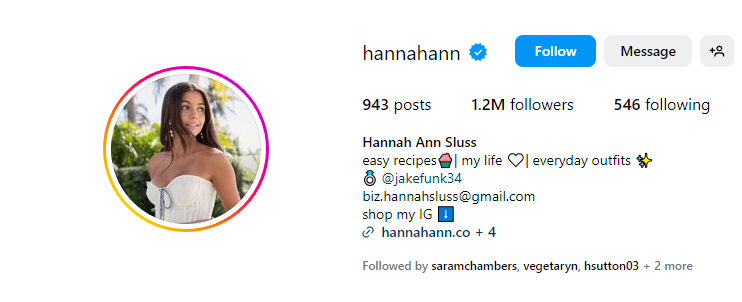 hannahann
Follow
Message
943 posts
1.2M followers
546 following
Hannah Ann Sluss
easy recipes🧁| my life 🤍| everyday outfits ✨
💍 @jakefunk34
biz.hannahsluss@gmail.com
shop my IG ⬇️
hannahann.co + 4
Followed by saramchambers, vegetaryn, hsutton03 + 2 more